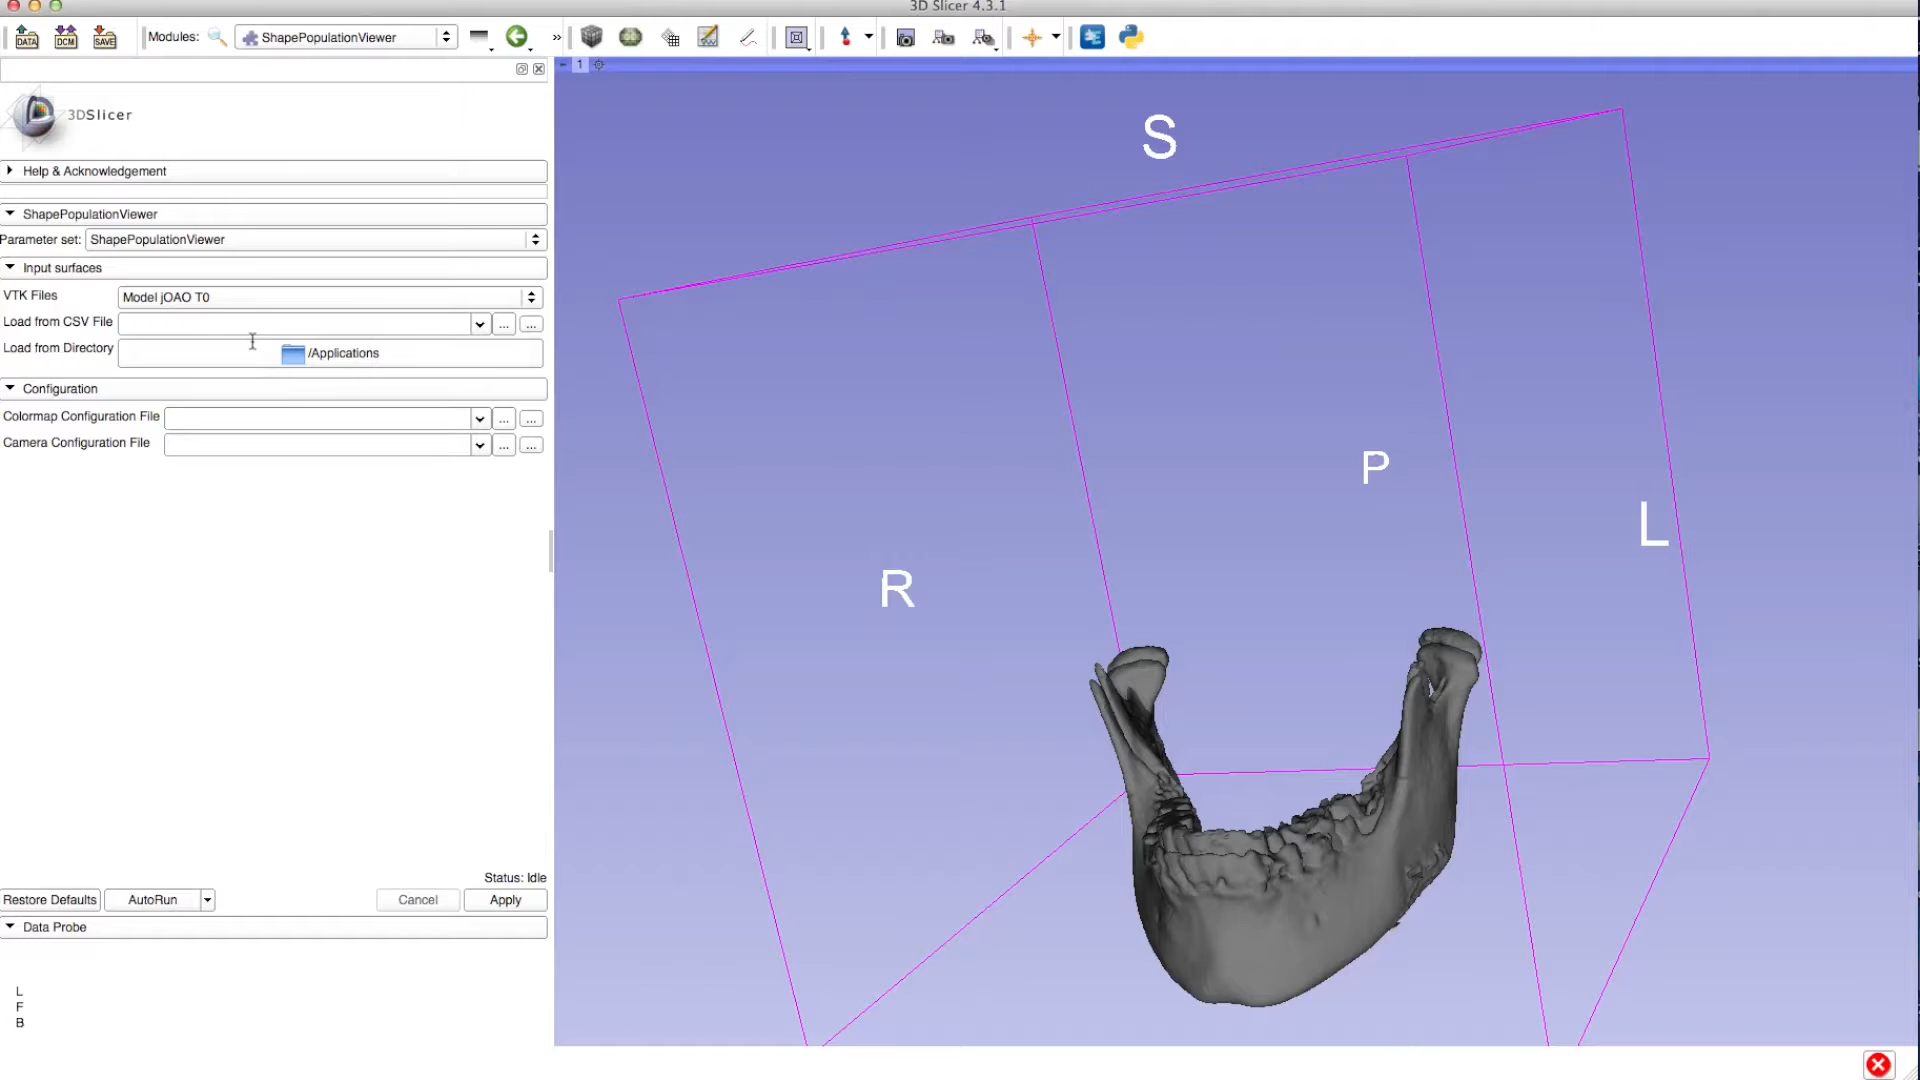 3D Slicer 4.3.1
DATA DCM SAVE Modules: ShapePopulationViewer »
1
3DSlicer
Help & Acknowledgement
ShapePopulationViewer
Parameter set: ShapePopulationViewer
Input surfaces
VTK Files Model jOAO T0
Load from CSV File ... ...
Load from Directory /Applications
Configuration
Colormap Configuration File ... ...
Camera Configuration File ... ...
Status: Idle
Restore Defaults AutoRun Cancel Apply
Data Probe
L
F
B
S
P
L
R